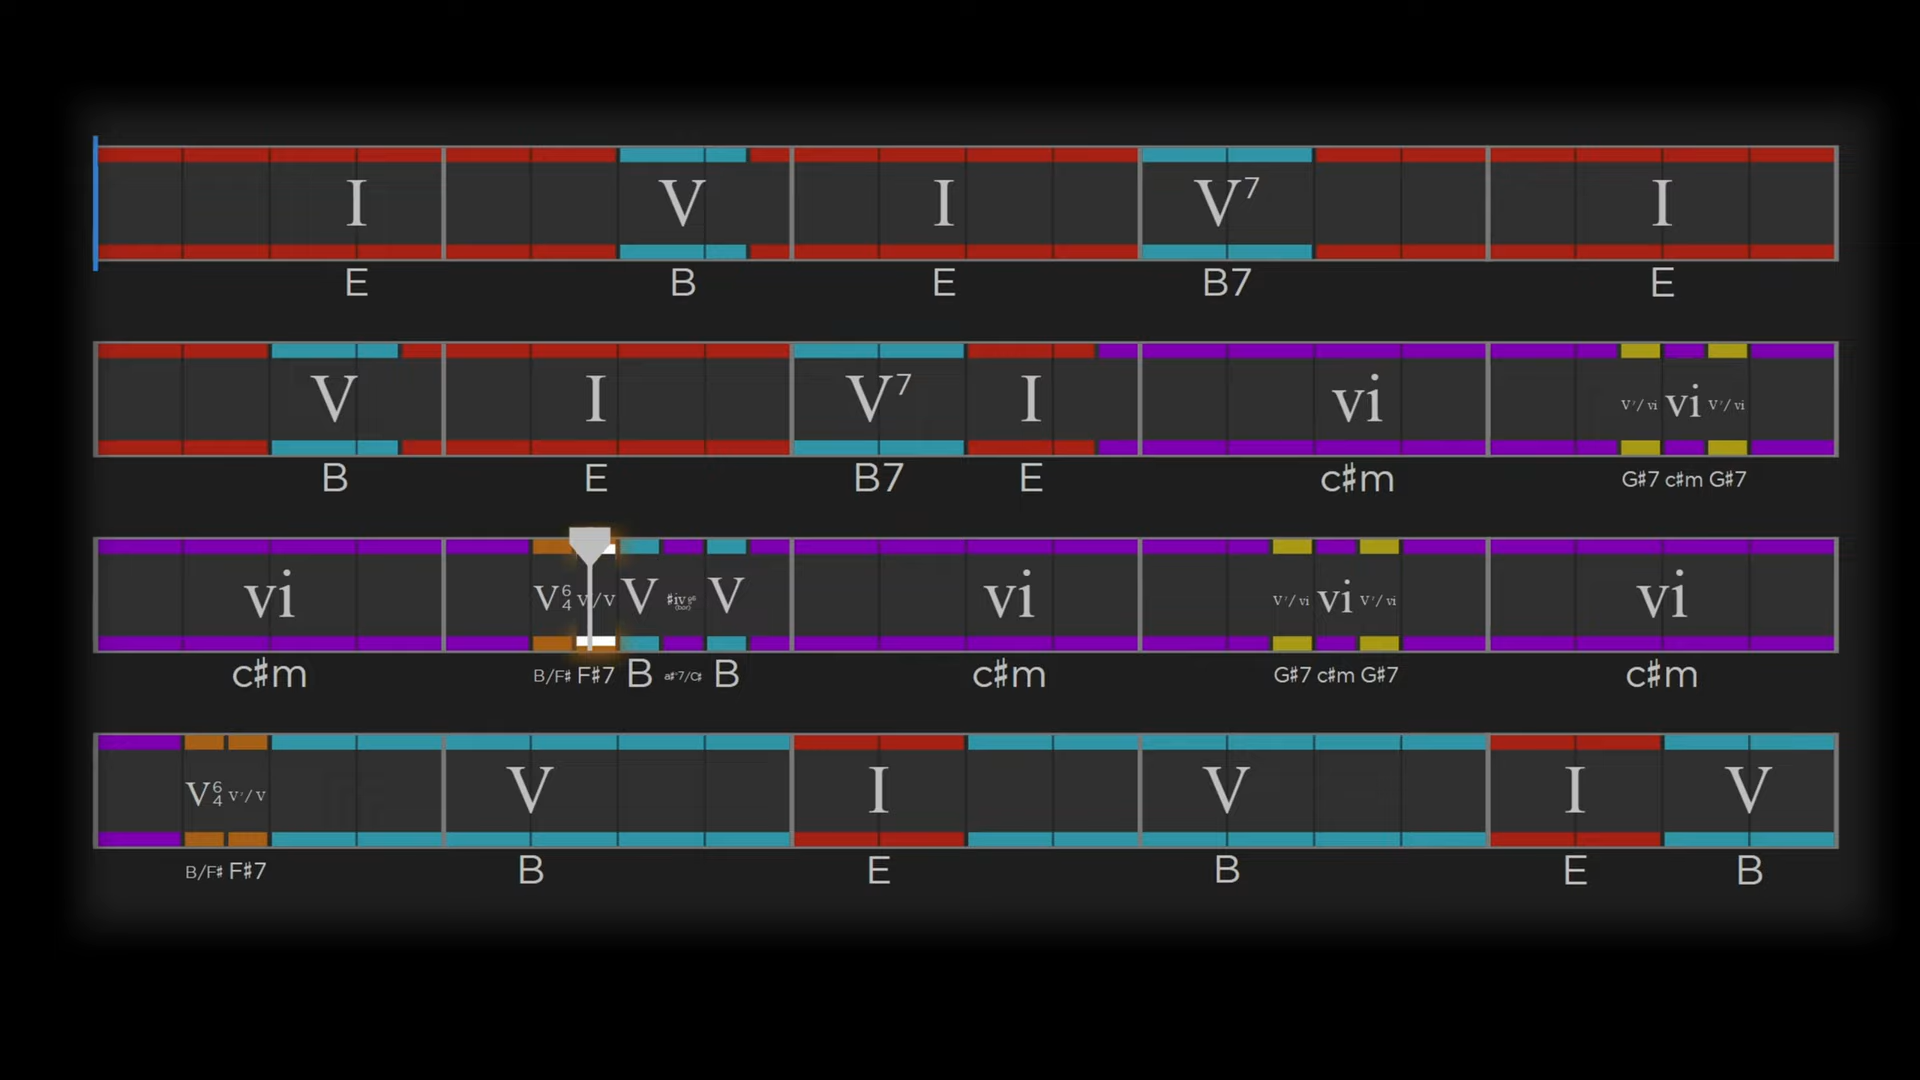 I V I V7 I
E B E B7 E
V I V7 I vi V7/vi vi V7/vi
B E B7 E c♯m G♯7 c♯m G♯7
vi V64 V V vi V7/vi vi V7/vi vi
c♯m B/F♯ F♯7 B a♯ø7/C♯ B c♯m G♯7 c♯m G♯7 c♯m
V64 V7/V V I V I V
B/F♯ F♯7 B E B E B